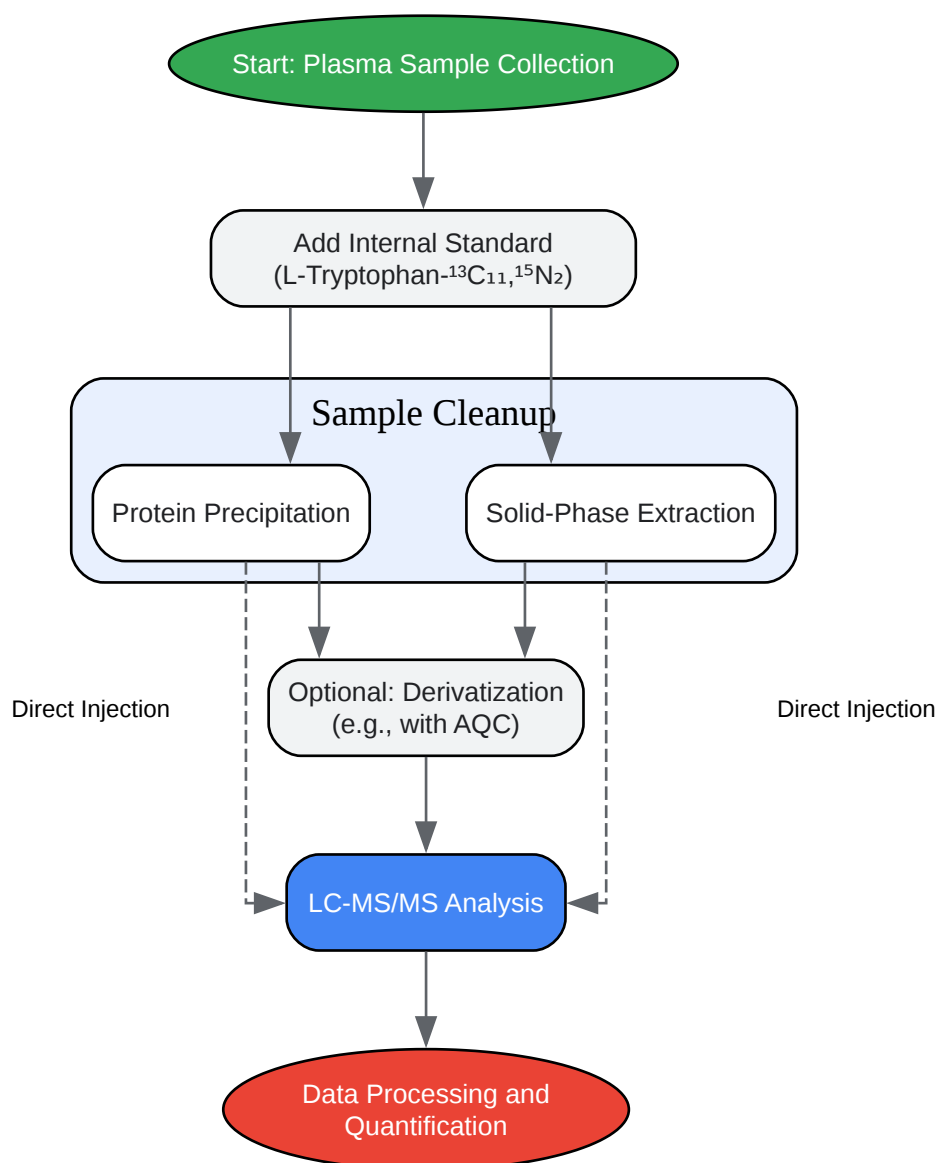 Start: Plasma Sample Collection
Add Internal Standard
(L-Tryptophan-¹³C₁₁,¹⁵N₂)
Sample Cleanup
Protein Precipitation
Solid-Phase Extraction
Optional: Derivatization
(e.g., with AQC)
Direct Injection
Direct Injection
LC-MS/MS Analysis
Data Processing and
Quantification